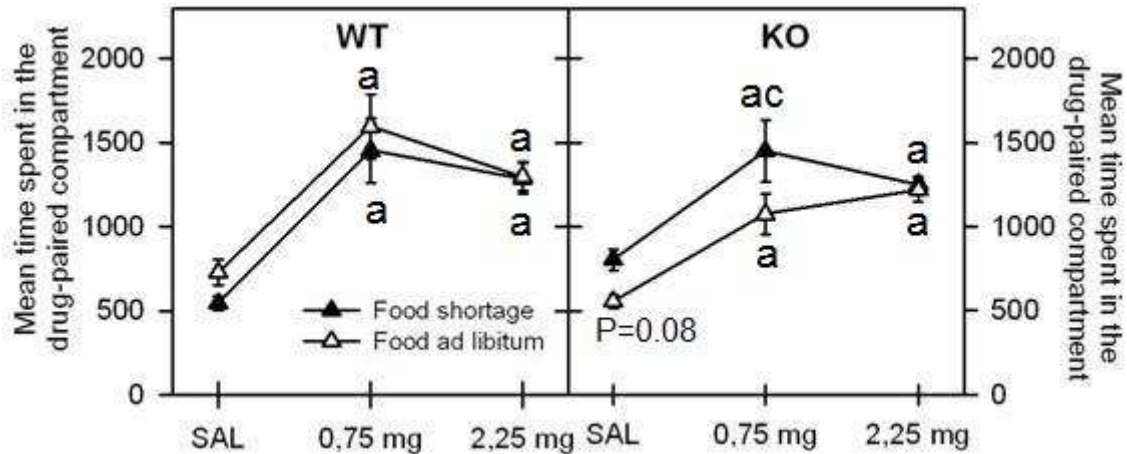 Mean time spent in the
drug-paired compartment
WT
KO
2000
1500
1000
500
0
a
a
a
a
Food shortage
Food ad libitum
ac
a
a
a
P=0.08
2000
1500
1000
500
0
Mean time spent in the
drug-paired compartment
SAL
0,75 mg
2,25 mg
SAL
0,75 mg
2,25 mg